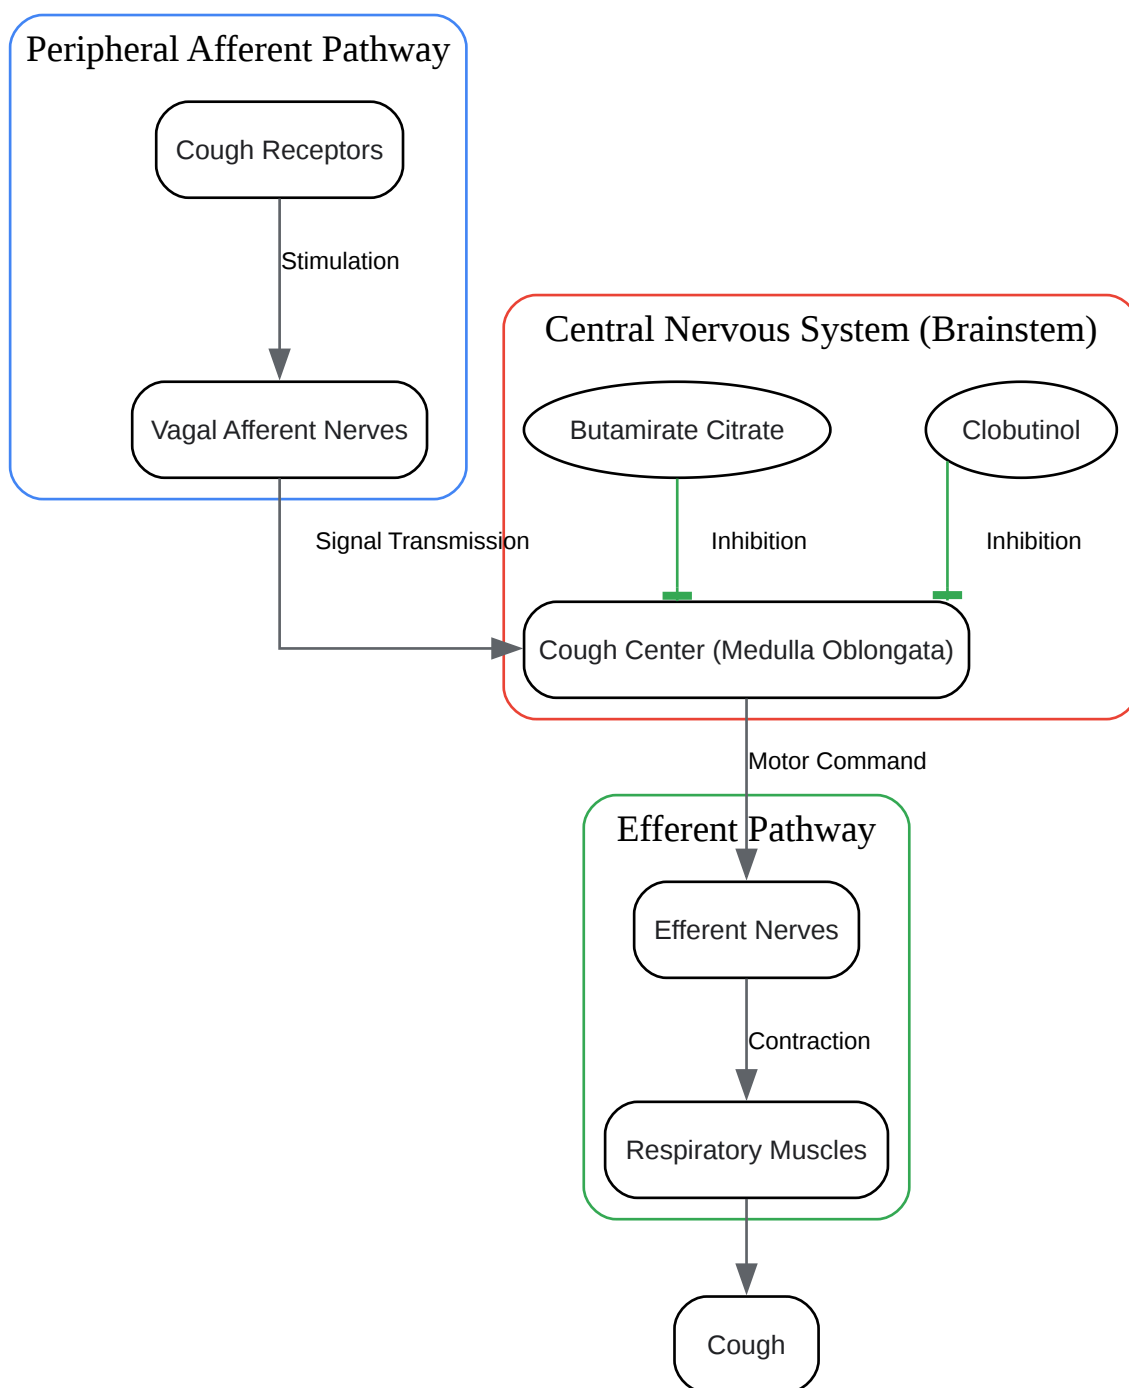 Peripheral Afferent Pathway
Cough Receptors
Stimulation
Vagal Afferent Nerves
Signal Transmission
Central Nervous System (Brainstem)
Butamirate Citrate
Clobutinol
Inhibition
Inhibition
Cough Center (Medulla Oblongata)
Motor Command
Efferent Pathway
Efferent Nerves
Contraction
Respiratory Muscles
Cough